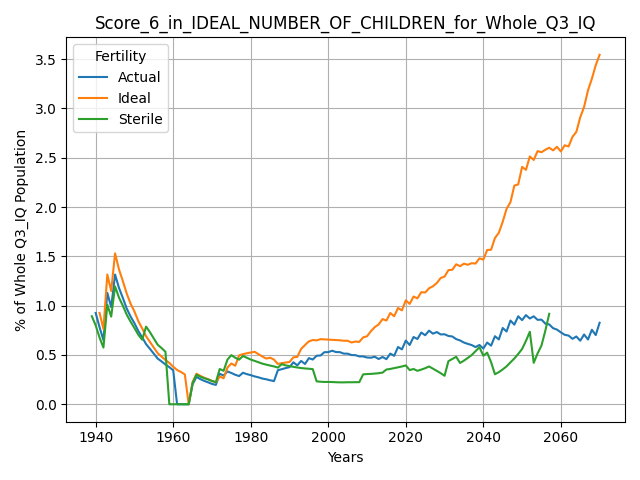 Score_6_in_IDEAL_NUMBER_OF_CHILDREN_for_Whole_Q3_IQ
Fertility
Actual
Ideal
Sterile
% of Whole Q3_IQ Population
3.5
3.0
2.5
2.0
1.5
1.0
0.5
0.0
1940 1960 1980 2000 2020 2040 2060
Years